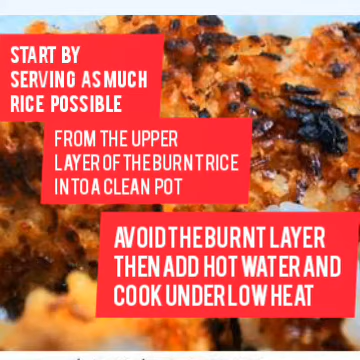 START BY
SERVING AS MUCH
RICE POSSIBLE
FROM THE UPPER
LAYER OF THE BURNT RICE
INTO A CLEAN POT
AVOID THE BURNT LAYER
THEN ADD HOT WATER AND
COOK UNDER LOW HEAT